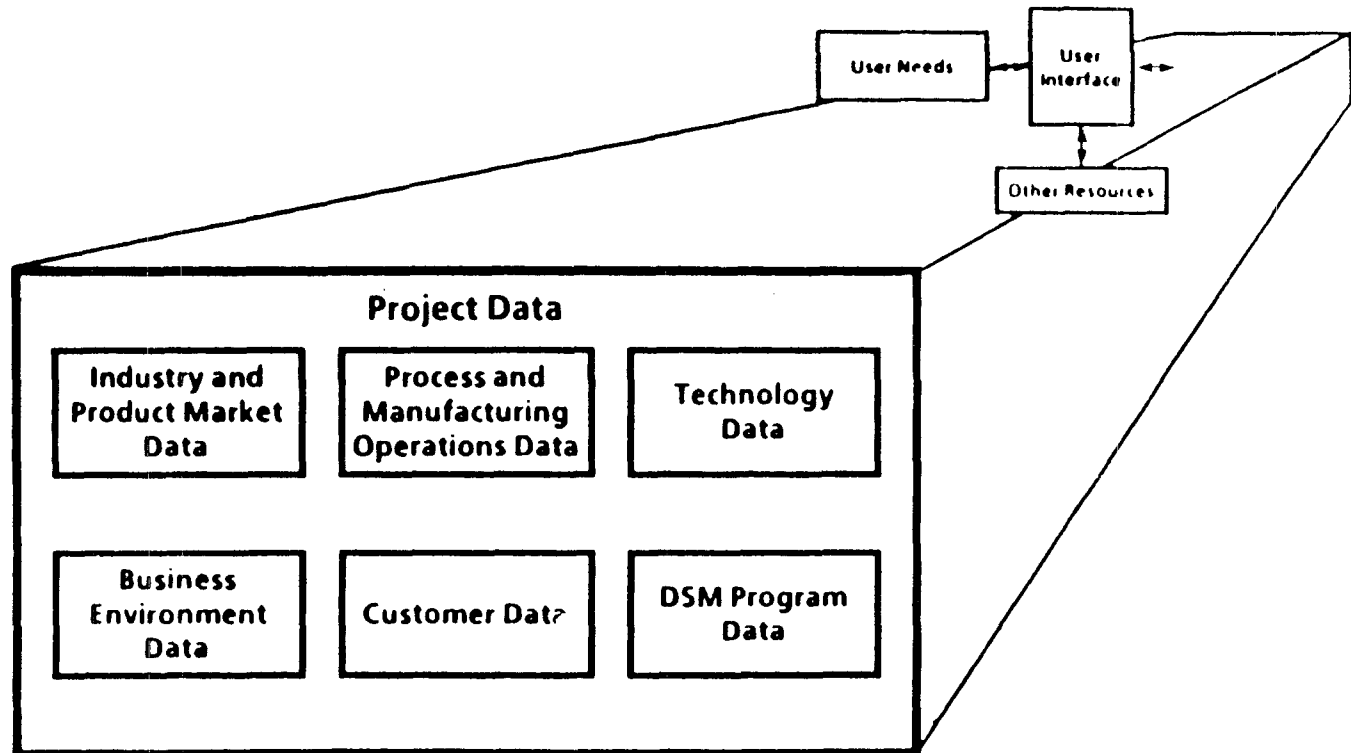 User Needs
User
Interface
Other Resources
Project Data
Industry and
Product Market
Data
Process and
Manufacturing
Operations Data
Technology
Data
Business
Environment
Data
Customer Data
DSM Program
Data